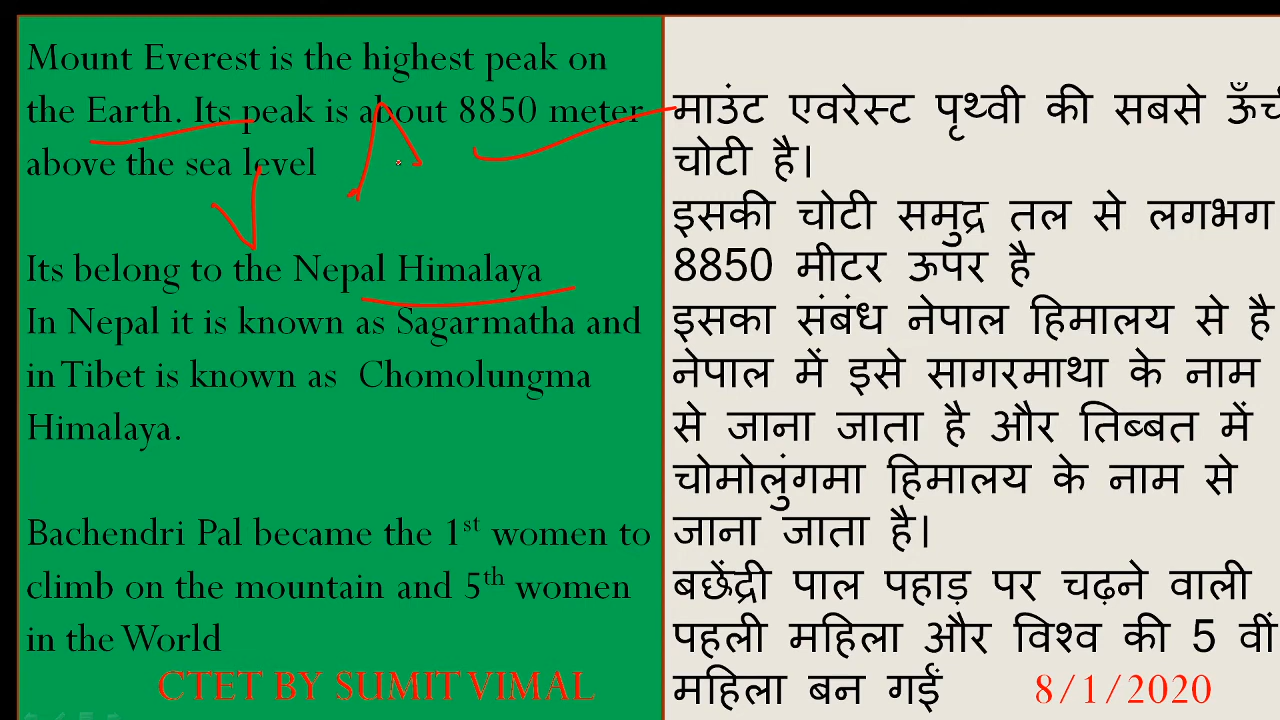 Mount Everest is the highest peak on
the Earth. Its peak is about 8850 meter
above the sea level
Its belong to the Nepal Himalaya
In Nepal it is known as Sagarmatha and
in Tibet is known as Chomolungma
Himalaya.
Bachendri Pal became the 1st women to
climb on the mountain and 5th women
in the World
CTET BY SUMIT VIMAL
माउंट एवरेस्ट पृथ्वी की सबसे ऊँची
चोटी है।
इसकी चोटी समुद्र तल से लगभग
8850 मीटर ऊपर है
इसका संबंध नेपाल हिमालय से है
नेपाल में इसे सागरमाथा के नाम
से जाना जाता है और तिब्बत में
चोमोलुंगमा हिमालय के नाम से
जाना जाता है।
बछेंद्री पाल पहाड़ पर चढ़ने वाली
पहली महिला और विश्व की 5 वीं
महिला बन गईं
8/1/2020